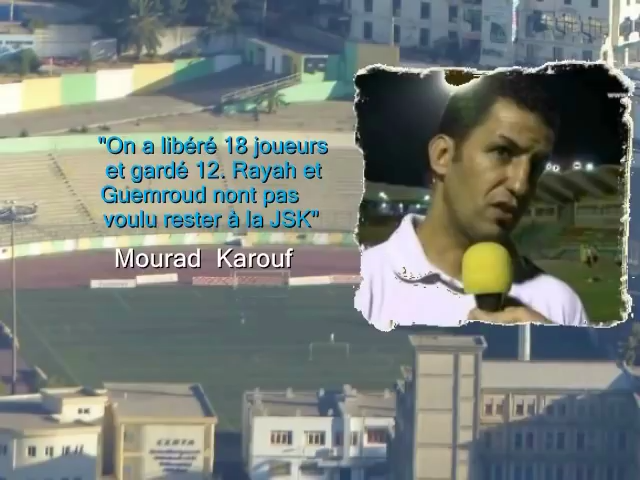 "On a libéré 18 joueurs
et gardé 12. Rayah et
Guemroud nont pas
voulu rester à la JSK"
Mourad Karouf